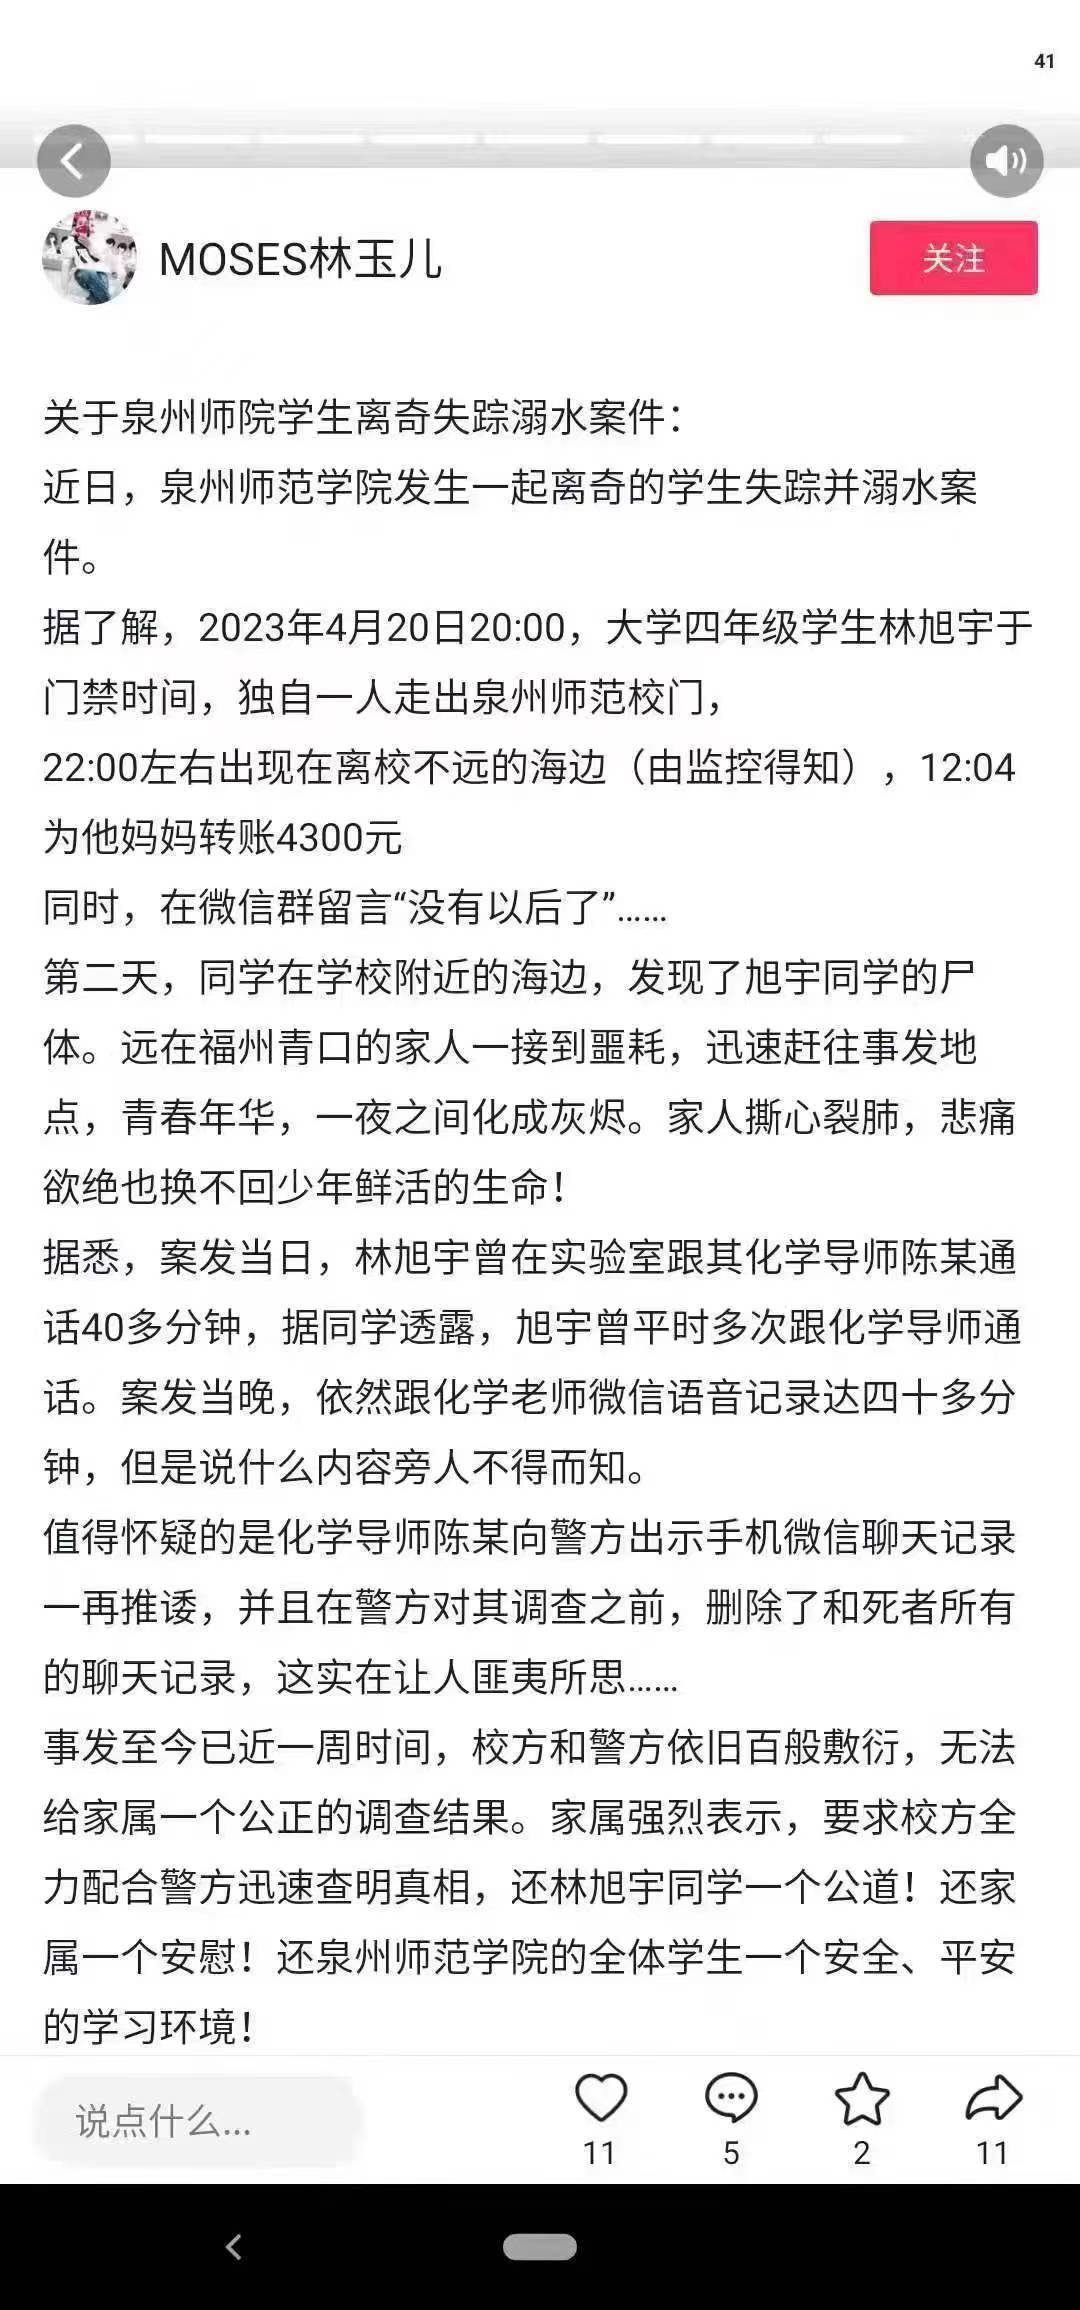 41
MOSES林玉儿
关注
关于泉州师院学生离奇失踪溺水案件：
近日，泉州师范学院发生一起离奇的学生失踪并溺水案
件。
据了解，2023年4月20日20:00，大学四年级学生林旭宇于
门禁时间，独自一人走出泉州师范校门，
22:00左右出现在离校不远的海边（由监控得知），12:04
为他妈妈转账4300元
同时，在微信群留言“没有以后了”……
第二天，同学在学校附近的海边，发现了旭宇同学的尸
体。远在福州青口的家人一接到噩耗，迅速赶往事发地
点，青春年华，一夜之间化成灰烬。家人撕心裂肺，悲痛
欲绝也换不回少年鲜活的生命！
据悉，案发当日，林旭宇曾在实验室跟其化学导师陈某通
话40多分钟，据同学透露，旭宇曾平时多次跟化学导师通
话。案发当晚，依然跟化学老师微信语音记录达四十多分
钟，但是说什么内容旁人不得而知。
值得怀疑的是化学导师陈某向警方出示手机微信聊天记录
一再推诿，并且在警方对其调查之前，删除了和死者所有
的聊天记录，这实在让人匪夷所思……
事发至今已近一周时间，校方和警方依旧百般敷衍，无法
给家属一个公正的调查结果。家属强烈表示，要求校方全
力配合警方迅速查明真相，还林旭宇同学一个公道！还家
属一个安慰！还泉州师范学院的全体学生一个安全、平安
的学习环境！
说点什么...
11
5
2
11